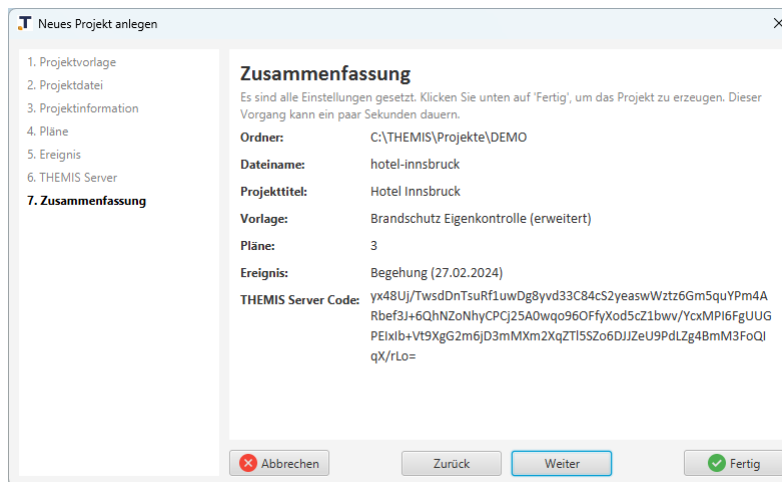 Neues Projekt anlegen
1. Projektvorlage
2. Projektdatei
3. Projektinformation
4. Pläne
5. Ereignis
6. THEMIS Server
7. Zusammenfassung
Zusammenfassung
Es sind alle Einstellungen gesetzt. Klicken Sie unten auf 'Fertig', um das Projekt zu erzeugen. Dieser
Vorgang kann ein paar Sekunden dauern.
Ordner: C:\THEMIS\Projekte\DEMO
Dateiname: hotel-innsbruck
Projekttitel: Hotel Innsbruck
Vorlage: Brandschutz Eigenkontrolle (erweitert)
Pläne: 3
Ereignis: Begehung (27.02.2024)
THEMIS Server Code: yx48Uj/TwsdDnTsuRf1uwDg8yvd33C84cS2yeaswWztz6Gm5quYPm4A
Rbef3J+6QhNZoNhyCPCj25A0wqo96OFfyXod5cZ1bwv/YcxMPI6FgUUG
PEIxIb+Vt9XgG2m6jD3mMXm2XqZTl5SZo6DJJZeU9PdLZg4BmM3FoQI
qX/rLo=
Abbrechen Zurück Weiter Fertig